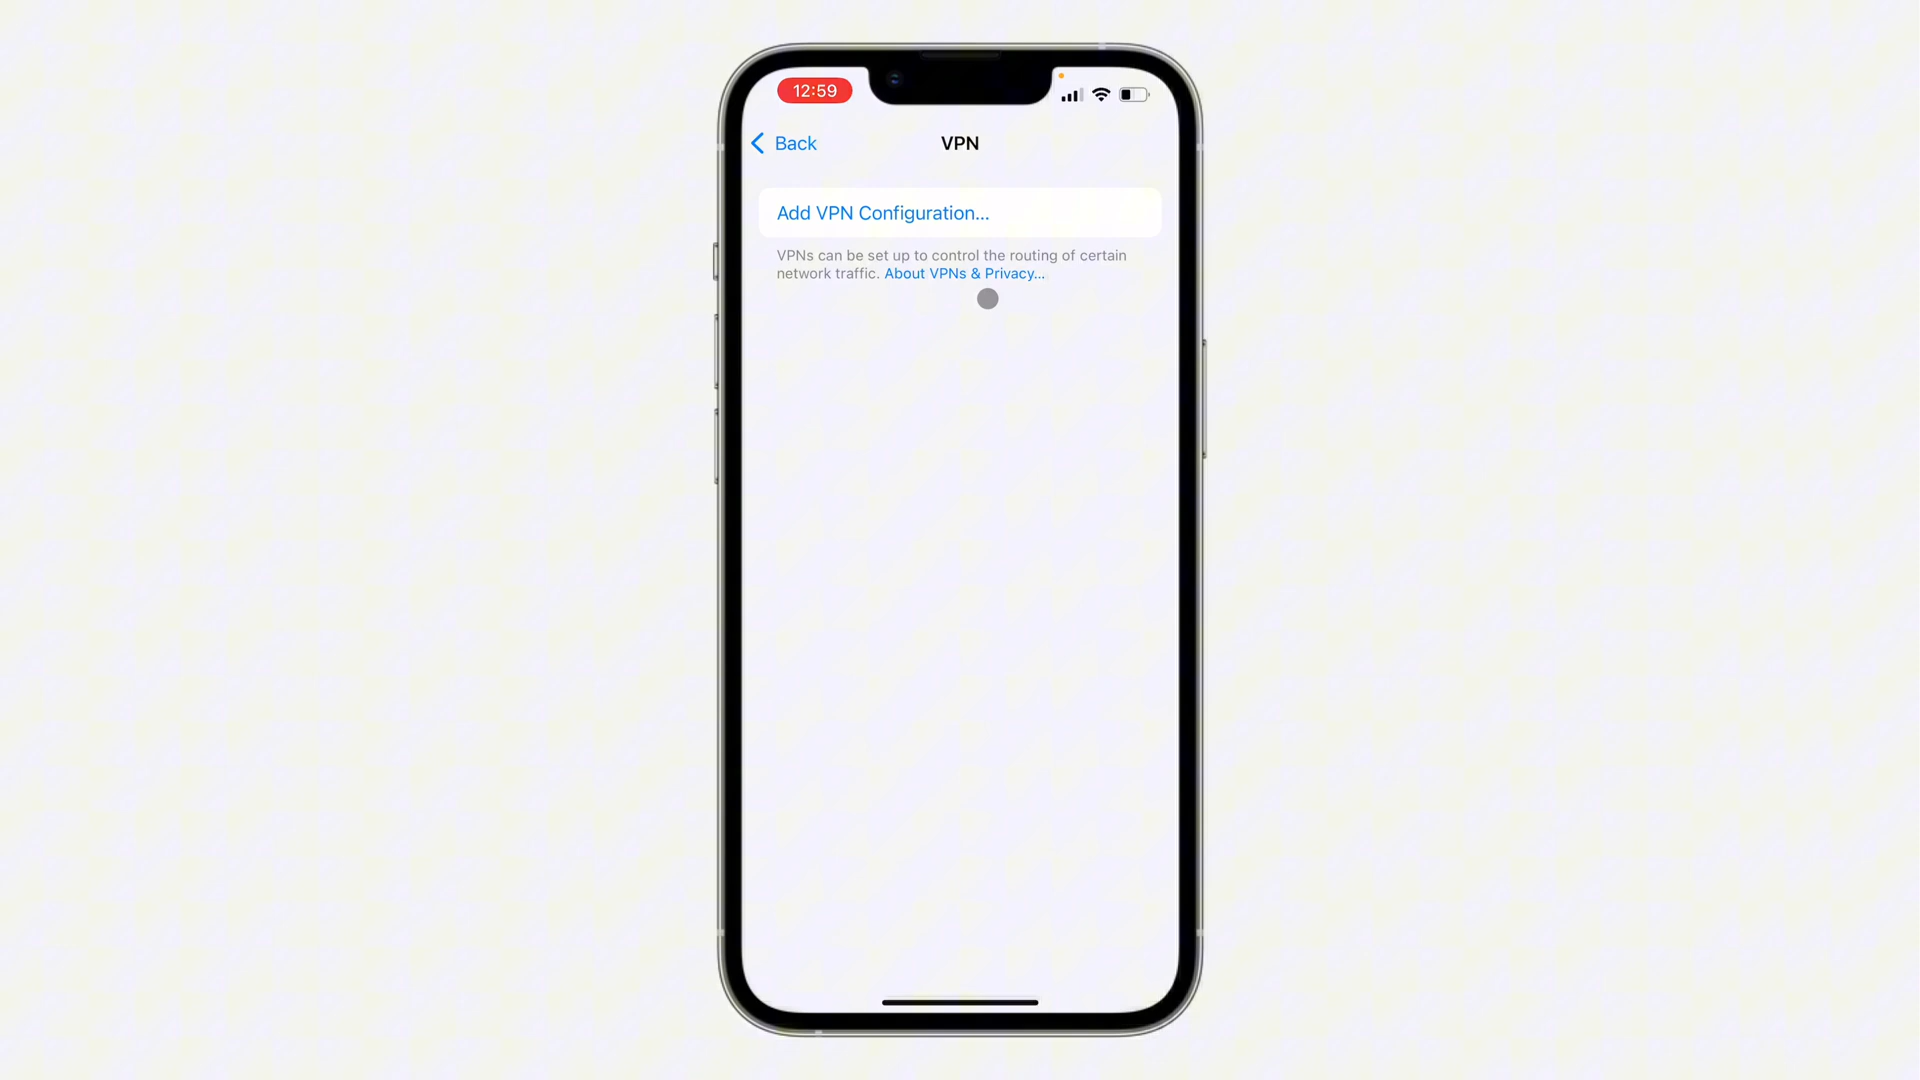 12:59
Back
VPN
Add VPN Configuration...
VPNs can be set up to control the routing of certain
network traffic. About VPNs & Privacy...